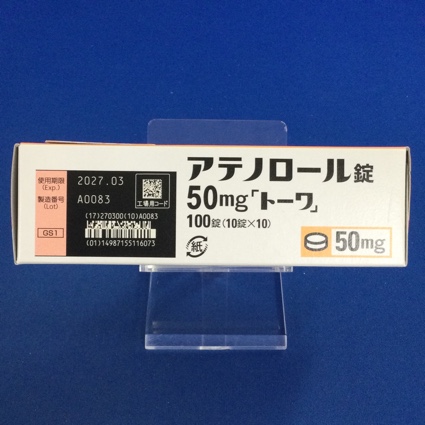 使用期限
(Exp.)
2027.03
製造番号
(Lot)
A0083
工場用コード
GS1
(17)270300(10)A0083
(01)14987155116073
アテノロール錠
50mg「トーワ」
100錠(10錠×10)
紙
50mg